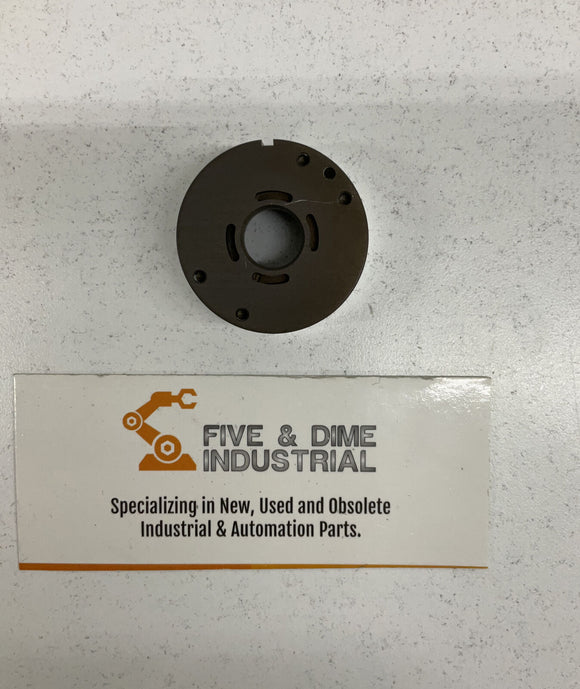 FIVE & DIME
INDUSTRIAL
Specializing in New, Used and Obsolete
Industrial & Automation Parts.